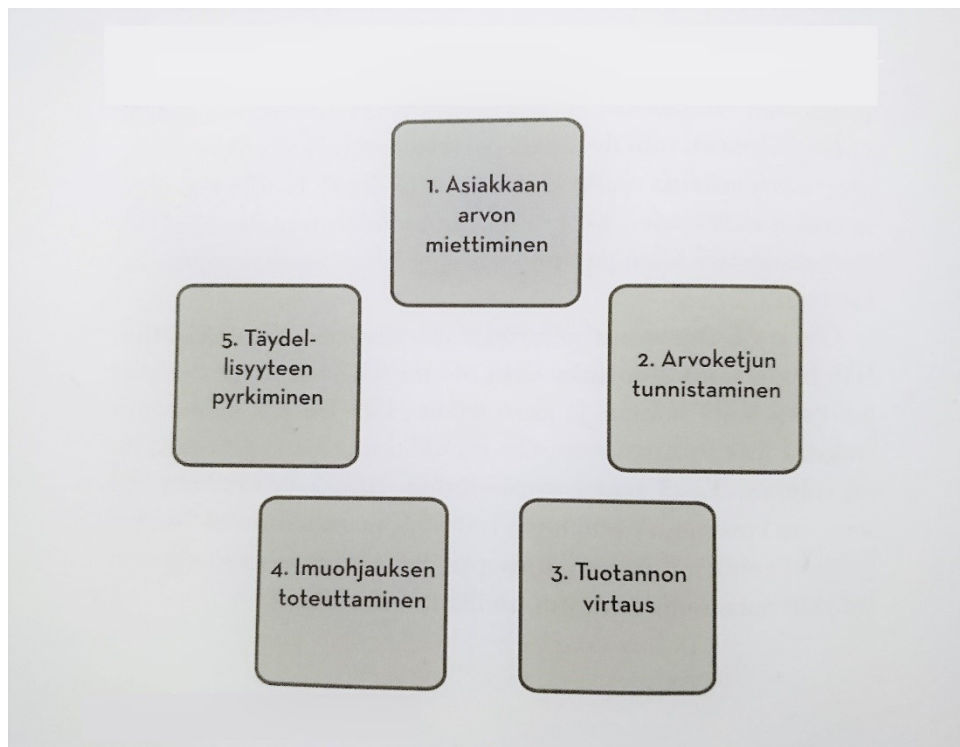 1. Asiakkaan
arvon
miettiminen
2. Arvoketjun
tunnistaminen
3. Tuotannon
virtaus
4. Imuohjauksen
toteuttaminen
5. Täydel-
lisyyteen
pyrkiminen